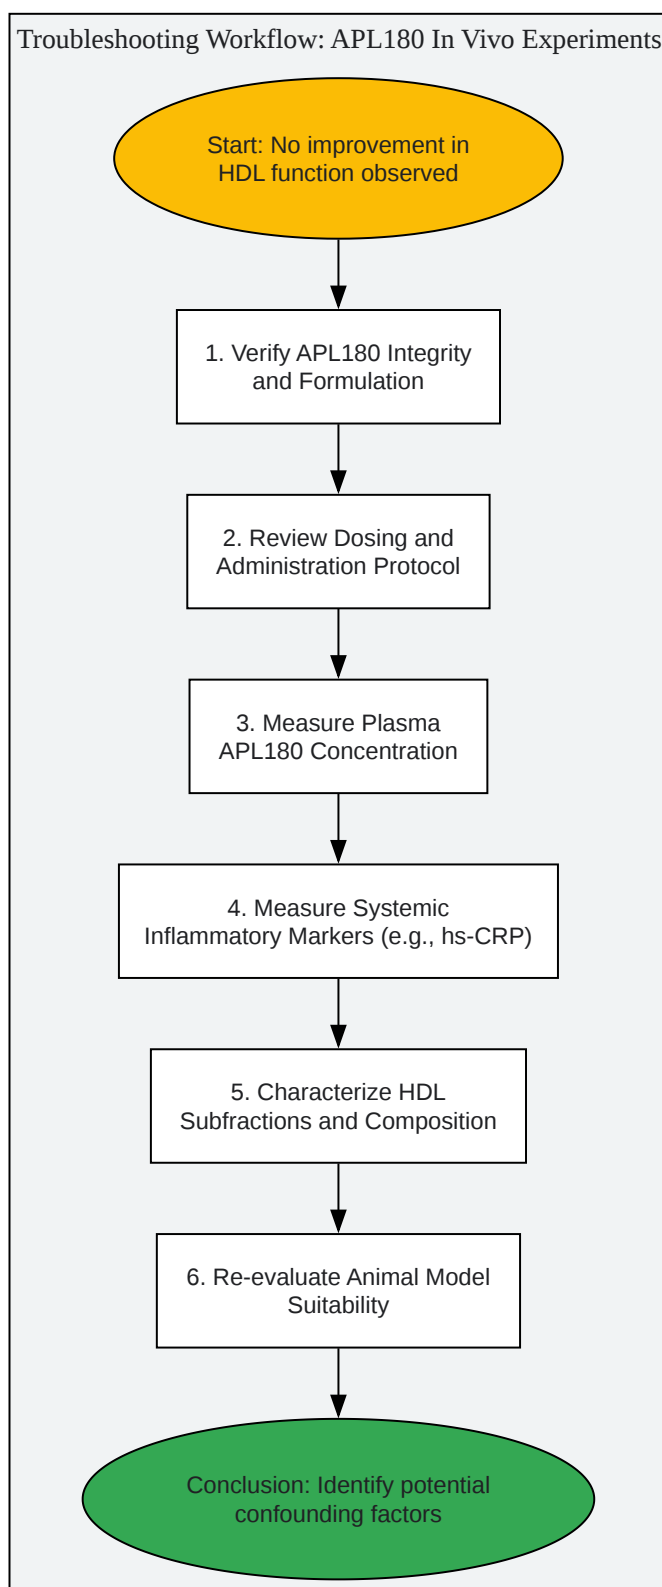 Troubleshooting Workflow: APL180 In Vivo Experiments
Start: No improvement in
HDL function observed
1. Verify APL180 Integrity
and Formulation
2. Review Dosing and
Administration Protocol
3. Measure Plasma
APL180 Concentration
4. Measure Systemic
Inflammatory Markers (e.g., hs-CRP)
5. Characterize HDL
Subfractions and Composition
6. Re-evaluate Animal Model
Suitability
Conclusion: Identify potential
confounding factors